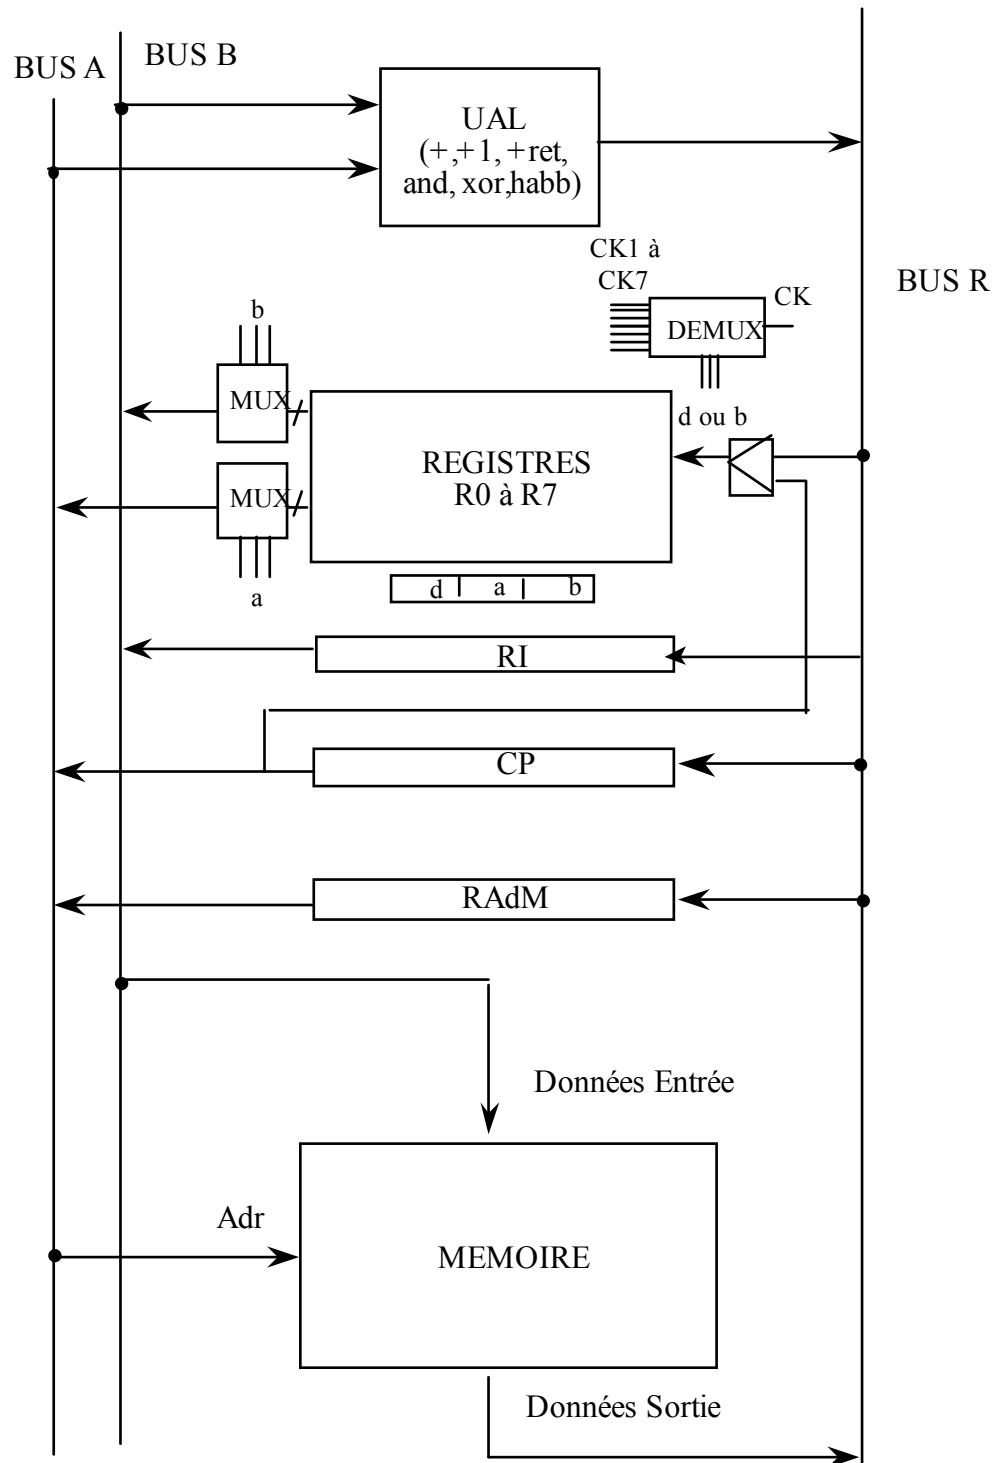 BUS A
BUS B
UAL
(+,+1, +ret,
and, xor,habb)
CK1 à
CK7
CK
DEMUX
BUS R
b
MUX
d ou b
REGISTRES
R0 à R7
MUX
a
d a b
RI
CP
RAdM
Données Entrée
Adr
MEMOIRE
Données Sortie